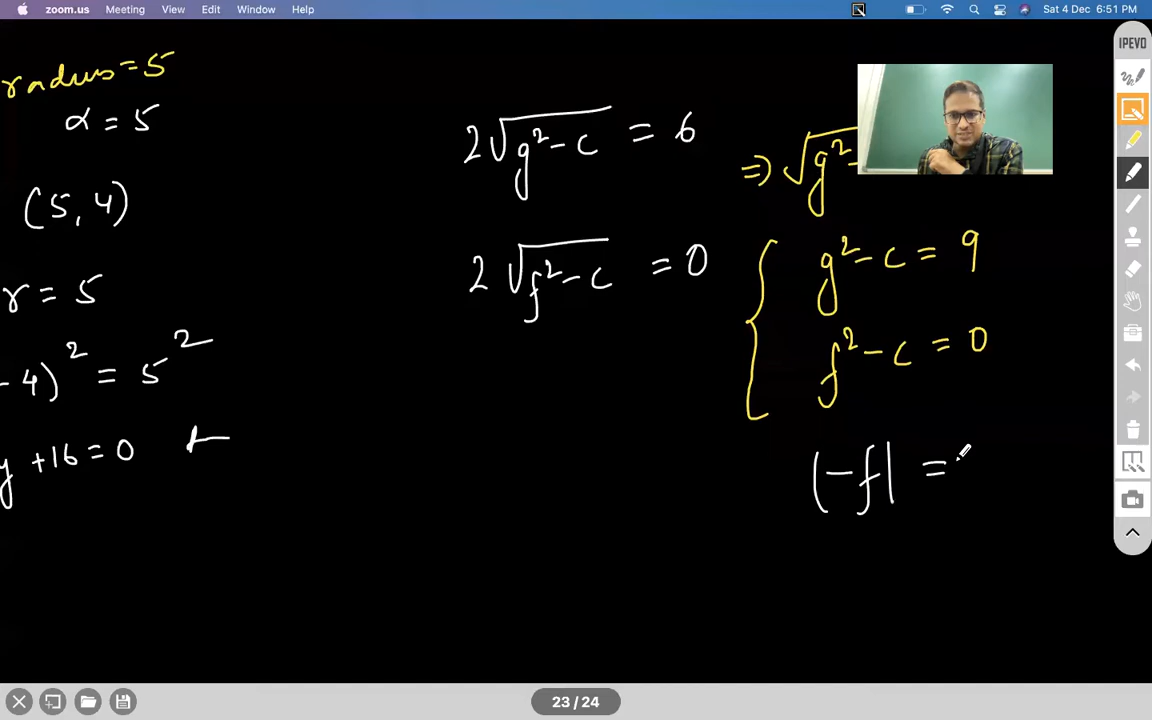 zoom.us Meeting View Edit Window Help Sat 4 Dec 6:51 PM
IPEVO
radius = 5
α = 5
(5, 4)
r = 5
- 4)² = 5²
y + 16 = 0
2√(g² - c) = 6
2√(f² - c) = 0
⇒ √g² -
g² - c = 9
f² - c = 0
|-f| =
23 / 24